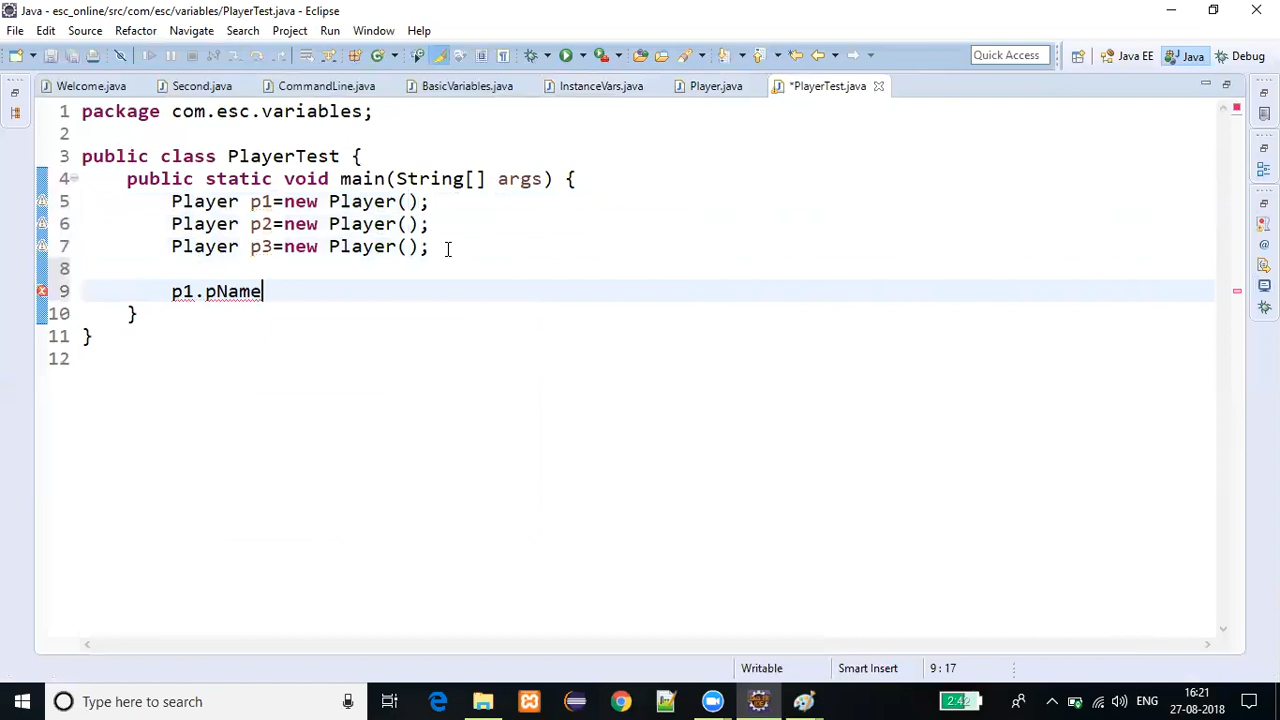 Java - esc_online/src/com/esc/variables/PlayerTest.java - Eclipse
File Edit Source Refactor Navigate Search Project Run Window Help
Quick Access Java EE Java Debug
Welcome.java Second.java CommandLine.java BasicVariables.java InstanceVars.java Player.java *PlayerTest.java
1 package com.esc.variables;
2
3 public class PlayerTest {
4 public static void main(String[] args) {
5 Player p1=new Player();
6 Player p2=new Player();
7 Player p3=new Player();
8
9 p1.pName
10 }
11 }
12
Writable Smart Insert 9 : 17
Type here to search 2:42 ENG 16:21
27-08-2018